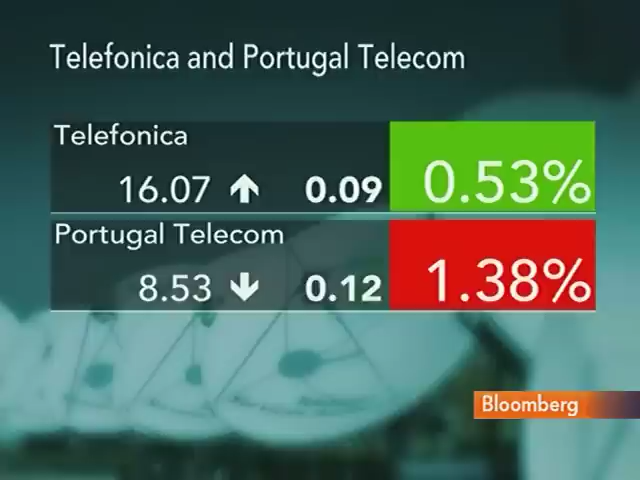 Telefonica and Portugal Telecom
Telefonica
16.07 ↑ 0.09 0.53%
Portugal Telecom
8.53 ↓ 0.12 1.38%
Bloomberg